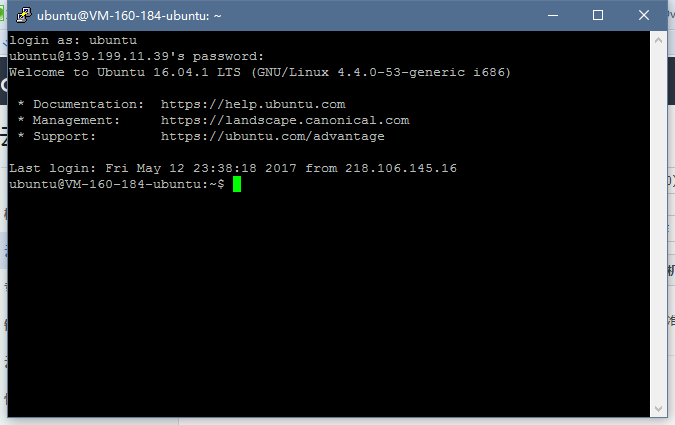 ubuntu@VM-160-184-ubuntu: ~
login as: ubuntu
ubuntu@139.199.11.39's password:
Welcome to Ubuntu 16.04.1 LTS (GNU/Linux 4.4.0-53-generic i686)
* Documentation:  https://help.ubuntu.com
* Management:     https://landscape.canonical.com
* Support:        https://ubuntu.com/advantage
Last login: Fri May 12 23:38:18 2017 from 218.106.145.16
ubuntu@VM-160-184-ubuntu:~$